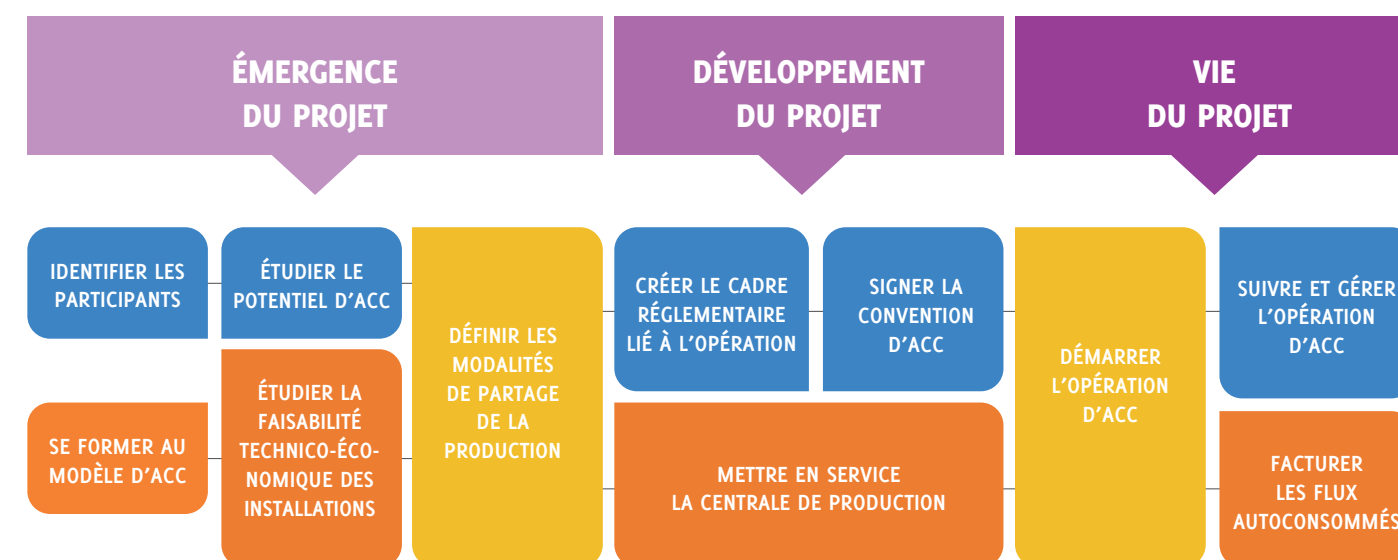 ÉMERGENCE
DU PROJET
DÉVELOPPEMENT
DU PROJET
VIE
DU PROJET
IDENTIFIER LES
PARTICIPANTS
ÉTUDIER LE
POTENTIEL D’ACC
SE FORMER AU
MODÈLE D’ACC
ÉTUDIER LA
FAISABILITÉ
TECHNICO-ÉCO-
NOMIQUE DES
INSTALLATIONS
DÉFINIR LES
MODALITÉS
DE PARTAGE
DE LA
PRODUCTION
CRÉER LE CADRE
RÉGLEMENTAIRE
LIÉ À L’OPÉRATION
SIGNER LA
CONVENTION
D’ACC
METTRE EN SERVICE
LA CENTRALE DE PRODUCTION
DÉMARRER
L’OPÉRATION
D’ACC
SUIVRE ET GÉRER
L’OPÉRATION
D’ACC
FACTURER
LES FLUX
AUTOCONSOMMÉS